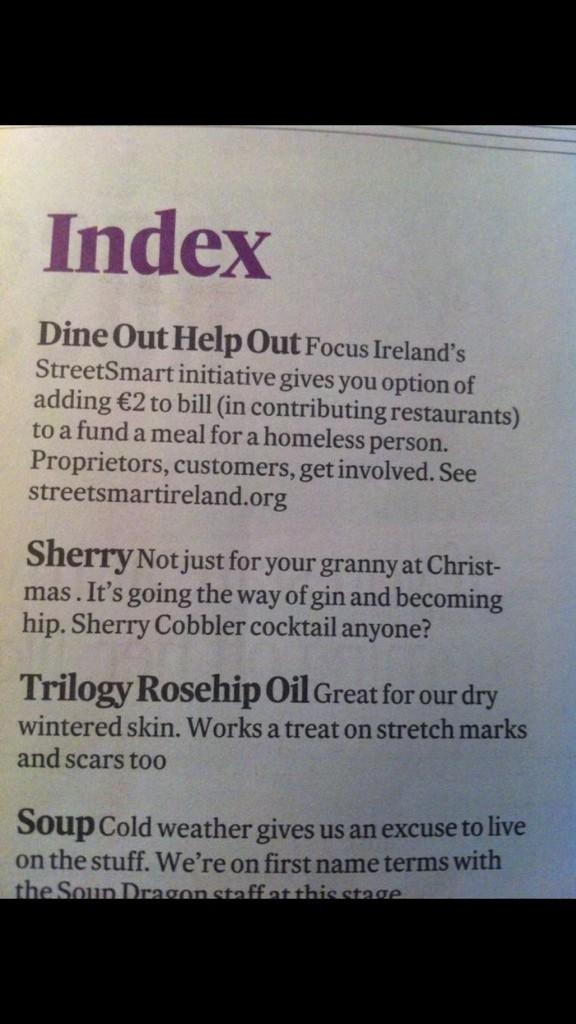 Index
Dine Out Help Out Focus Ireland's
StreetSmart initiative gives you option of
adding €2 to bill (in contributing restaurants)
to a fund a meal for a homeless person.
Proprietors, customers, get involved. See
streetsmartireland.org
Sherry Not just for your granny at Christ-
mas . It's going the way of gin and becoming
hip. Sherry Cobbler cocktail anyone?
Trilogy Rosehip Oil Great for our dry
wintered skin. Works a treat on stretch marks
and scars too
Soup Cold weather gives us an excuse to live
on the stuff. We're on first name terms with
the Soup Dragon staff at this stage